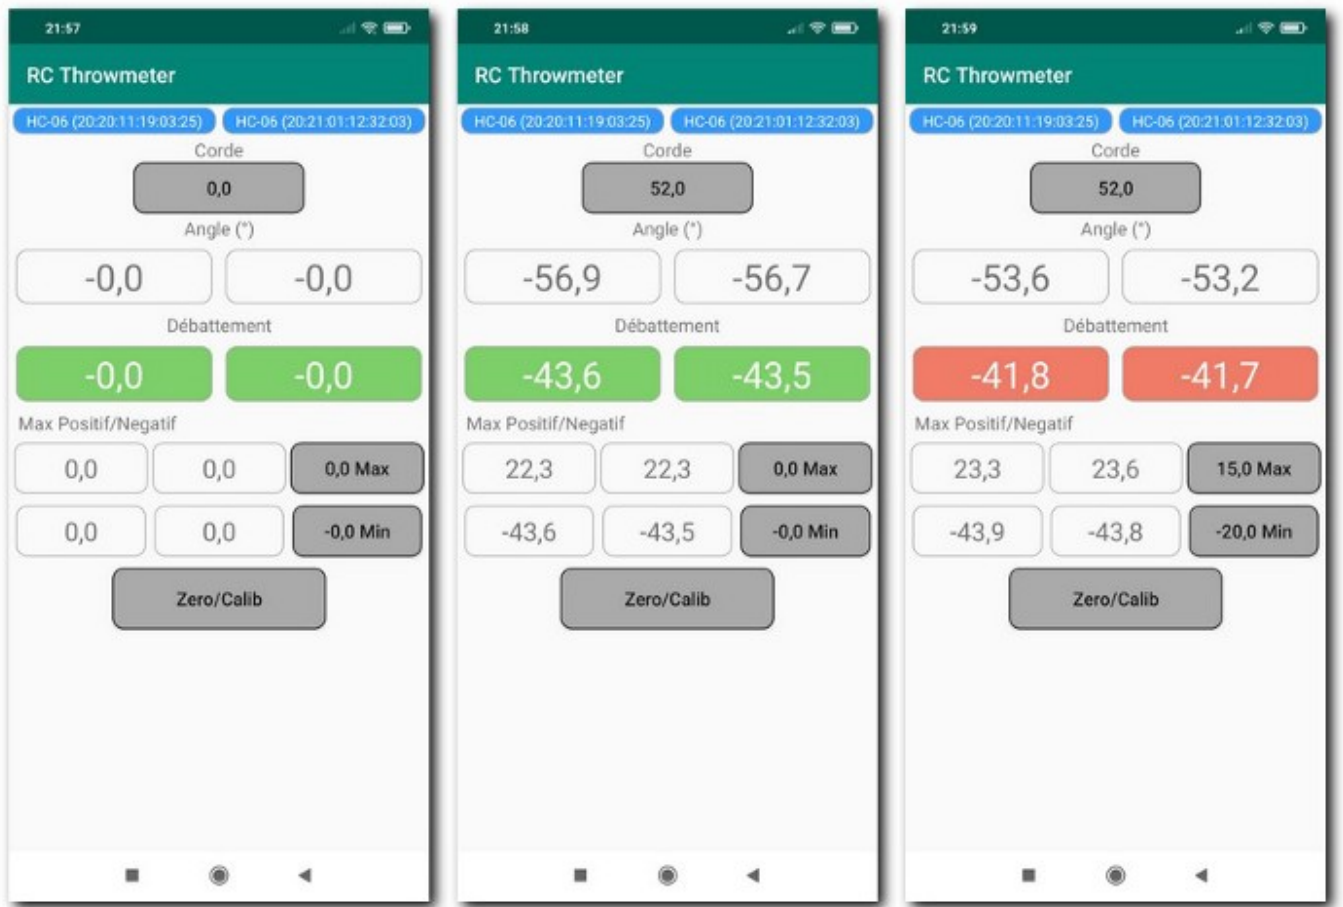 21:57
RC Throwmeter
HC-06 (20:20:11:19:03:25) HC-06 (20:21:01:12:32:03)
Corde
0,0
Angle (°)
-0,0 -0,0
Débattement
-0,0 -0,0
Max Positif/Negatif
0,0 0,0 0,0 Max
0,0 0,0 -0,0 Min
Zero/Calib
21:58
RC Throwmeter
HC-06 (20:20:11:19:03:25) HC-06 (20:21:01:12:32:03)
Corde
52,0
Angle (°)
-56,9 -56,7
Débattement
-43,6 -43,5
Max Positif/Negatif
22,3 22,3 0,0 Max
-43,6 -43,5 -0,0 Min
Zero/Calib
21:59
RC Throwmeter
HC-06 (20:20:11:19:03:25) HC-06 (20:21:01:12:32:03)
Corde
52,0
Angle (°)
-53,6 -53,2
Débattement
-41,8 -41,7
Max Positif/Negatif
23,3 23,6 15,0 Max
-43,9 -43,8 -20,0 Min
Zero/Calib